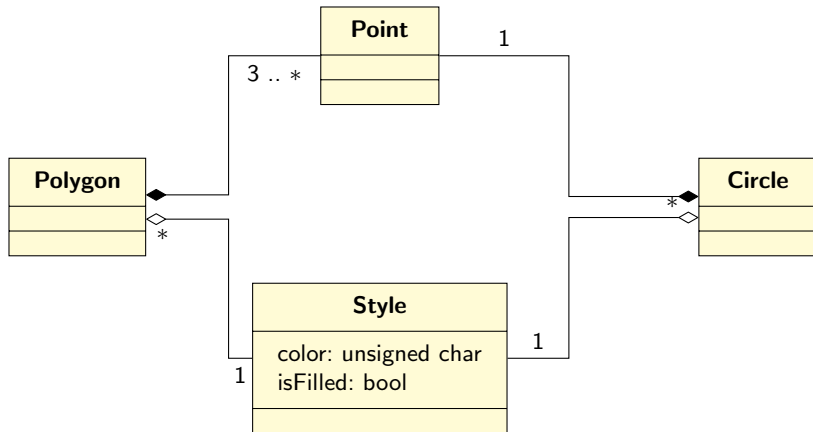 Point
1
3 .. ∗
Polygon
Circle
∗
∗
Style
color: unsigned char
isFilled: bool
1
1